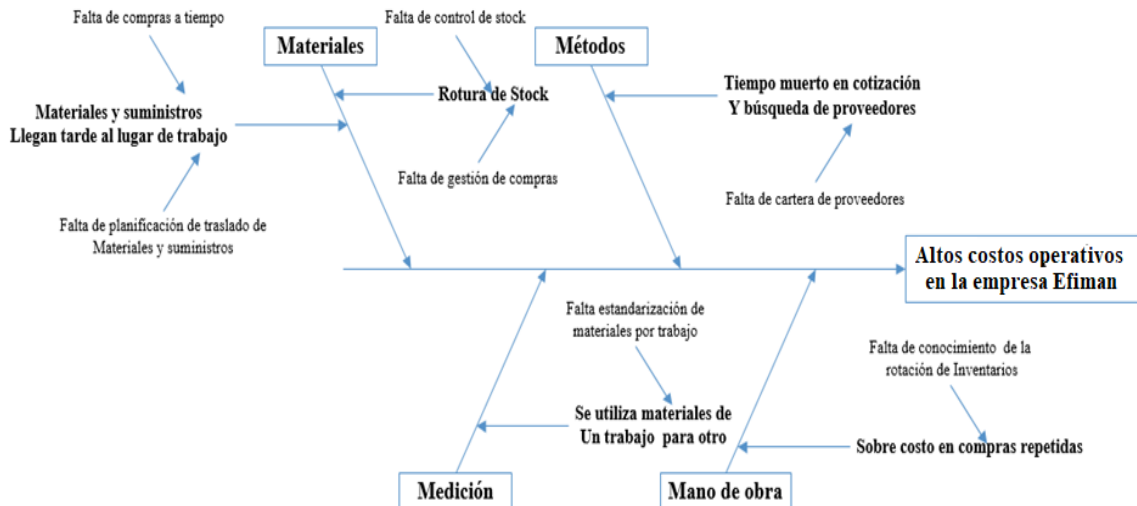 Falta de compras a tiempo
Falta de control de stock
Materiales
Métodos
Materiales y suministros
Llegan tarde al lugar de trabajo
Rotura de Stock
Tiempo muerto en cotización
Y búsqueda de proveedores
Falta de gestión de compras
Falta de cartera de proveedores
Falta de planificación de traslado de
Materiales y suministros
Altos costos operativos
en la empresa Efiman
Falta estandarización de
materiales por trabajo
Falta de conocimiento de la
rotación de Inventarios
Se utiliza materiales de
Un trabajo para otro
Sobre costo en compras repetidas
Medición
Mano de obra